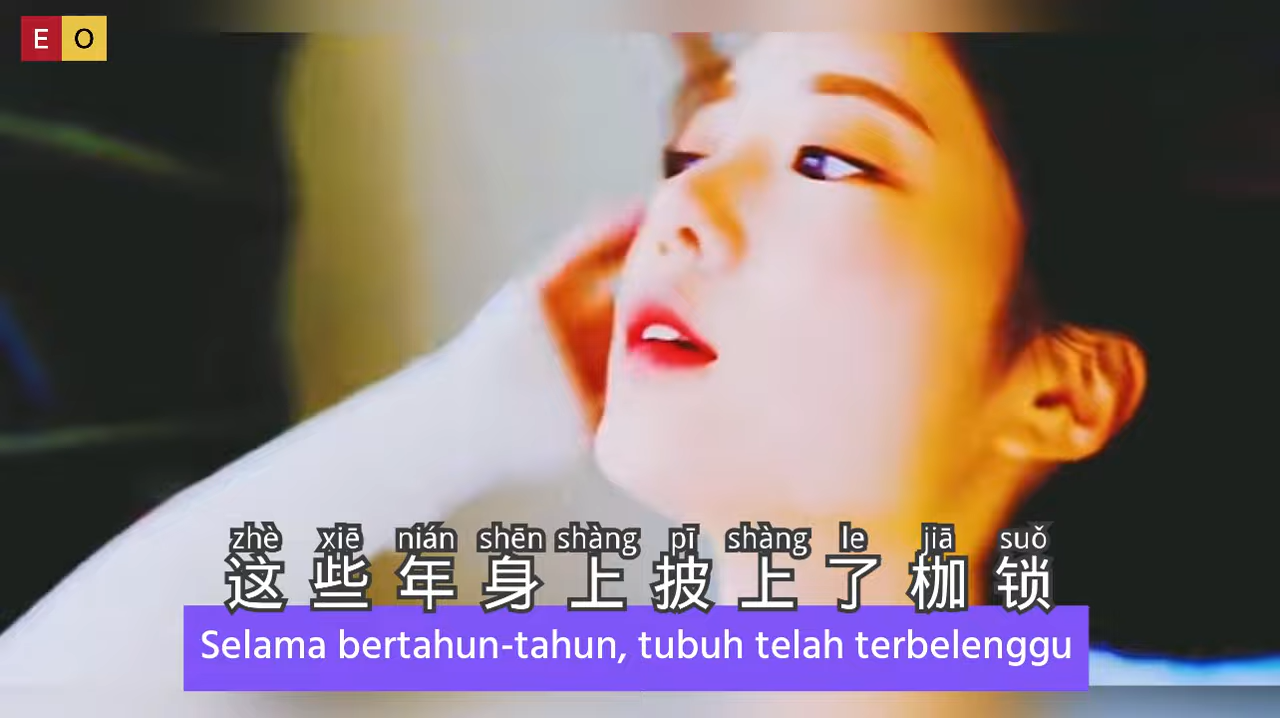 E O
zhè xiē nián shēn shàng pī shàng le jiā suǒ
这些年身上披上了枷锁
Selama bertahun-tahun, tubuh telah terbelenggu